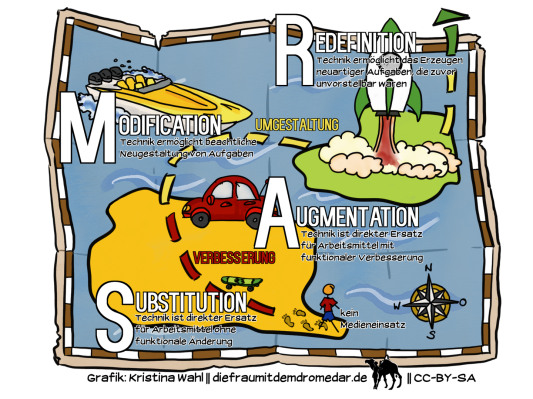 REDEFINITION
Technik ermöglicht das Erzeugen
neuartiger Aufgaben, die zuvor
unvorstellbar waren
MODIFICATION
Technik ermöglicht beachtliche
Neugestaltung von Aufgaben
UMGESTALTUNG
AUGMENTATION
Technik ist direkter Ersatz
für Arbeitsmittel mit
funktionaler Verbesserung
VERBESSERUNG
SUBSTITUTION
Technik ist direkter Ersatz
für Arbeitsmittel ohne
funktionale Änderung
kein
Medieneinsatz
N
W
E
S
Grafik: Kristina Wahl || diefraumitdemdromedar.de || CC-BY-SA